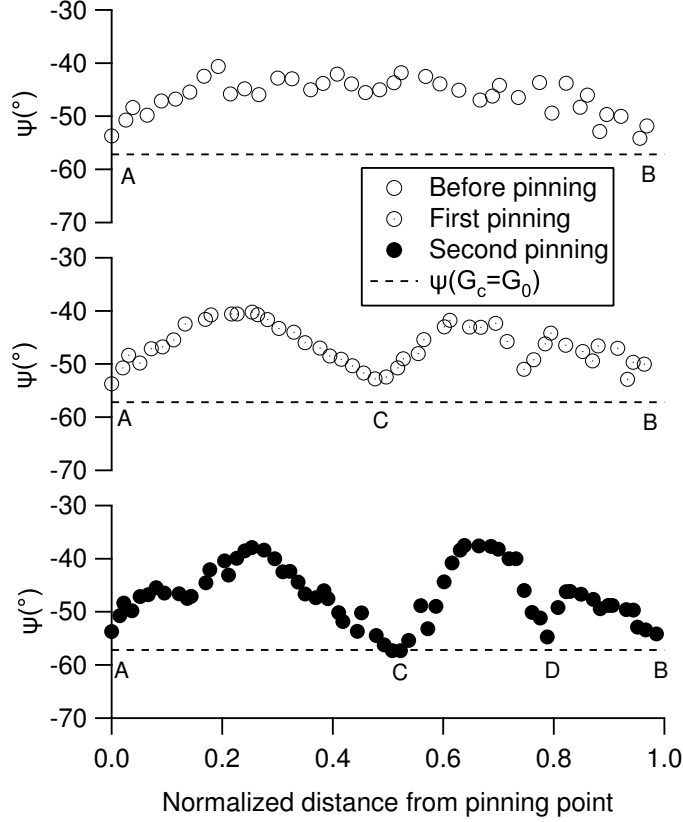 -30
-40
-50
-60
-70
ψ(°)
A
B
Before pinning
First pinning
Second pinning
ψ(G_c=G_0)
-30
-40
-50
-60
-70
ψ(°)
A
C
B
-30
-40
-50
-60
-70
ψ(°)
A
C
D
B
0.0 0.2 0.4 0.6 0.8 1.0
Normalized distance from pinning point